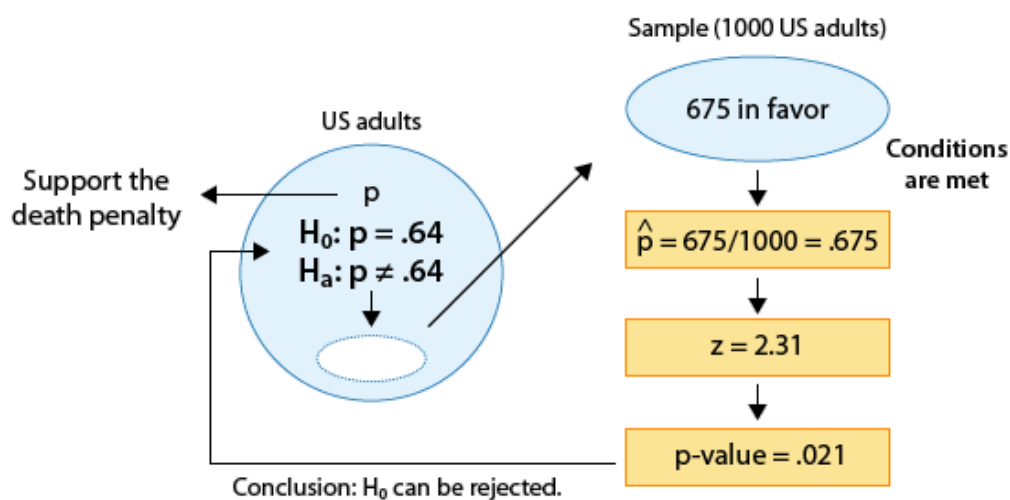 Sample (1000 US adults)
675 in favor
Conditions
are met
US adults
Support the
death penalty
p
H₀: p = .64
Hₐ: p ≠ .64
p̂ = 675/1000 = .675
z = 2.31
p-value = .021
Conclusion: H₀ can be rejected.